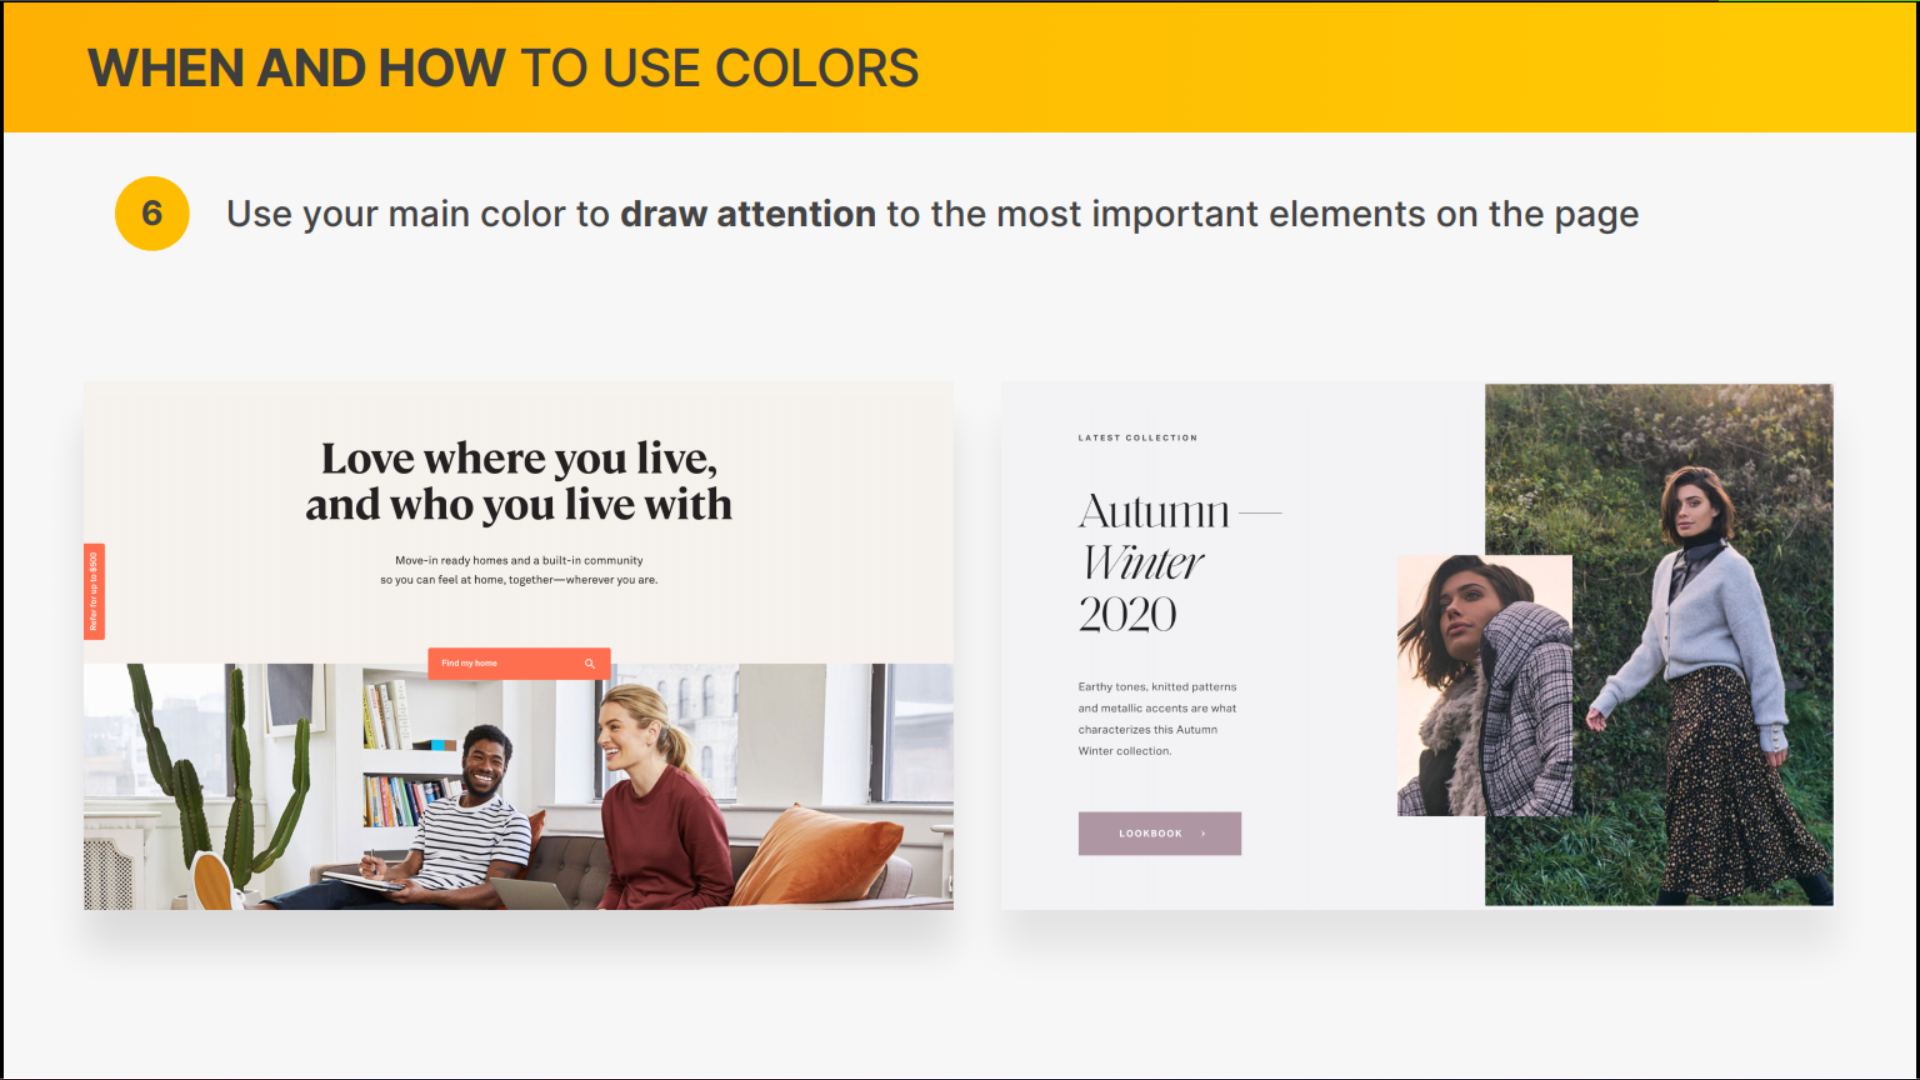 WHEN AND HOW TO USE COLORS
6
Use your main color to draw attention to the most important elements on the page
Love where you live,
and who you live with
Move-in ready homes and a built-in community
so you can feel at home, together—wherever you are.
Refer for up to $500
Find my home
LATEST COLLECTION
Autumn —
Winter
2020
Earthy tones, knitted patterns
and metallic accents are what
characterizes this Autumn
Winter collection.
LOOKBOOK ›